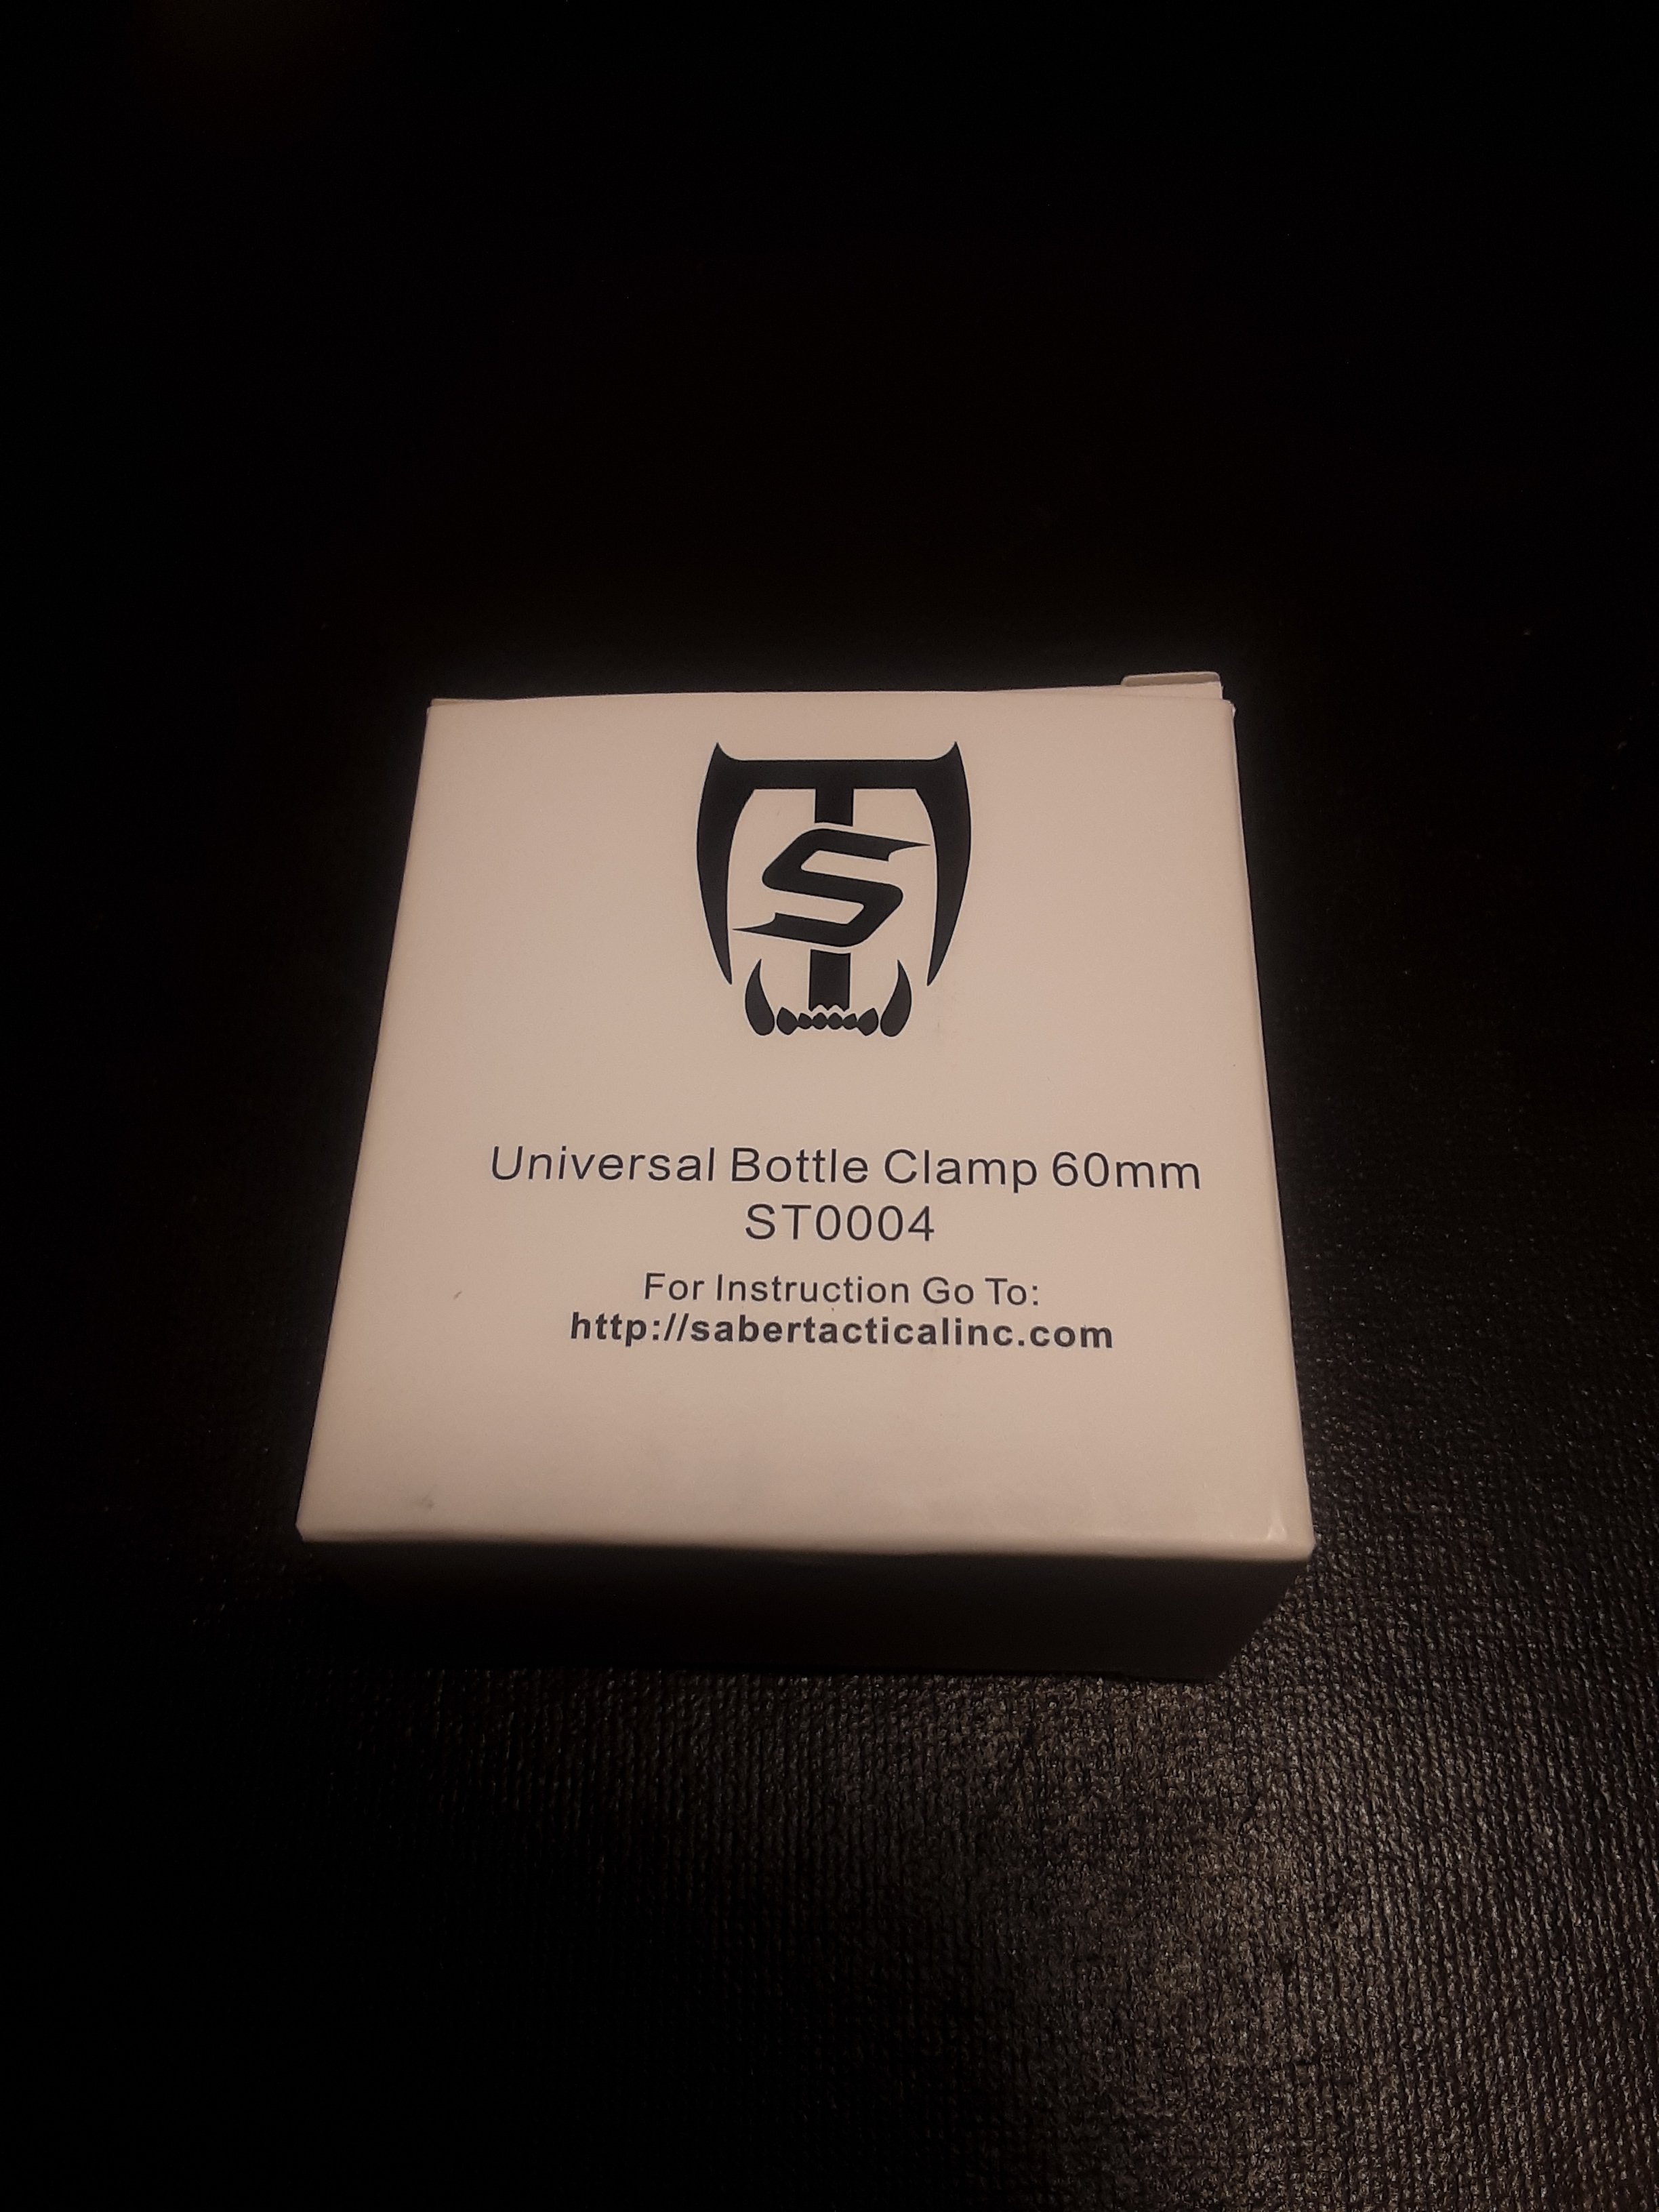 Universal Bottle Clamp 60mm
ST0004
For Instruction Go To:
http://sabertacticalinc.com